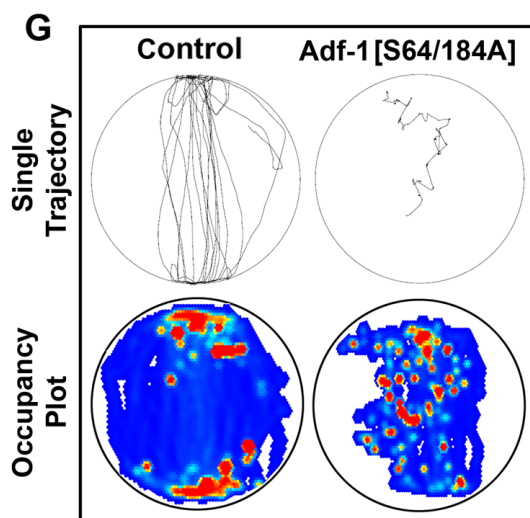 G
Control
Adf-1[S64/184A]
Single
Trajectory
Occupancy
Plot